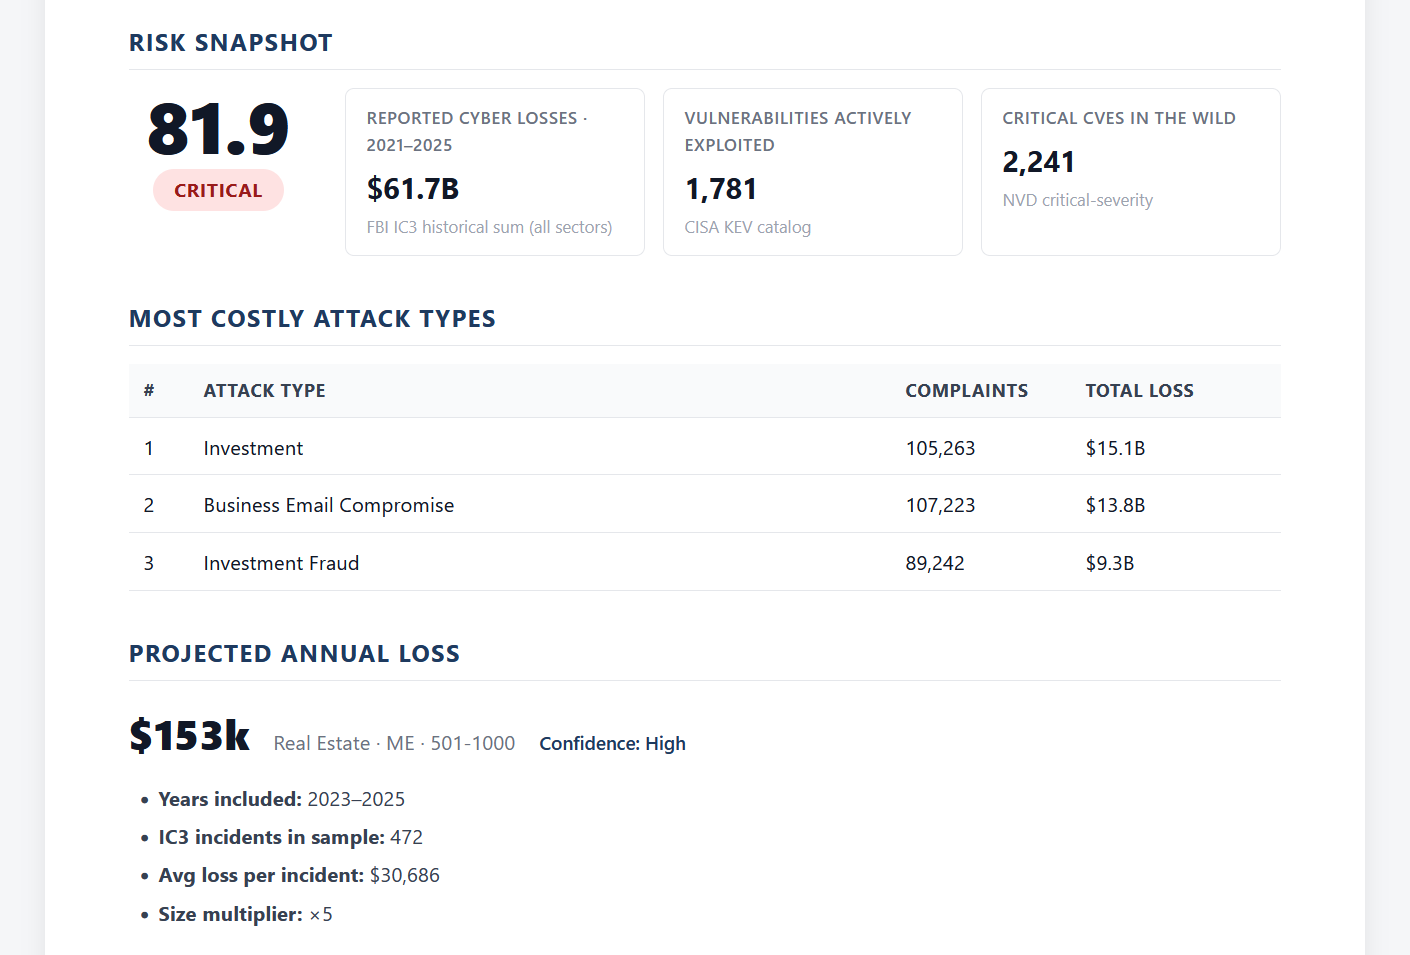 RISK SNAPSHOT
81.9
CRITICAL
REPORTED CYBER LOSSES ·
2021–2025
$61.7B
FBI IC3 historical sum (all sectors)
VULNERABILITIES ACTIVELY
EXPLOITED
1,781
CISA KEV catalog
CRITICAL CVES IN THE WILD
2,241
NVD critical-severity
MOST COSTLY ATTACK TYPES
# ATTACK TYPE COMPLAINTS TOTAL LOSS
1 Investment 105,263 $15.1B
2 Business Email Compromise 107,223 $13.8B
3 Investment Fraud 89,242 $9.3B
PROJECTED ANNUAL LOSS
$153k Real Estate · ME · 501-1000 Confidence: High
• Years included: 2023–2025
• IC3 incidents in sample: 472
• Avg loss per incident: $30,686
• Size multiplier: ×5